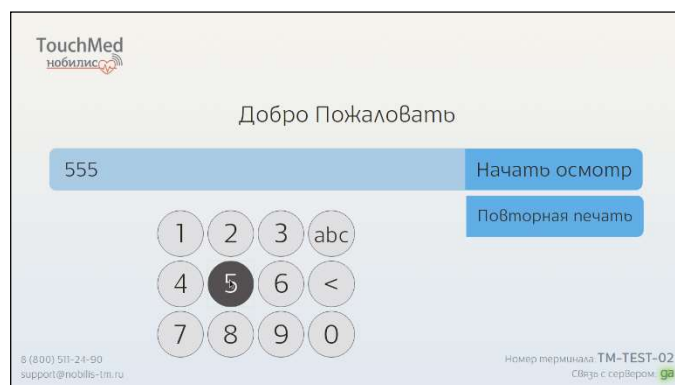 TouchMed
нобилис
Добро Пожаловать
555
Начать осмотр
Повторная печать
1 2 3 abc
4 5 6 <
7 8 9 0
8 (800) 511-24-90
support@nobilis-tm.ru
Номер терминала: TM-TEST-02
Связь с сервером: да